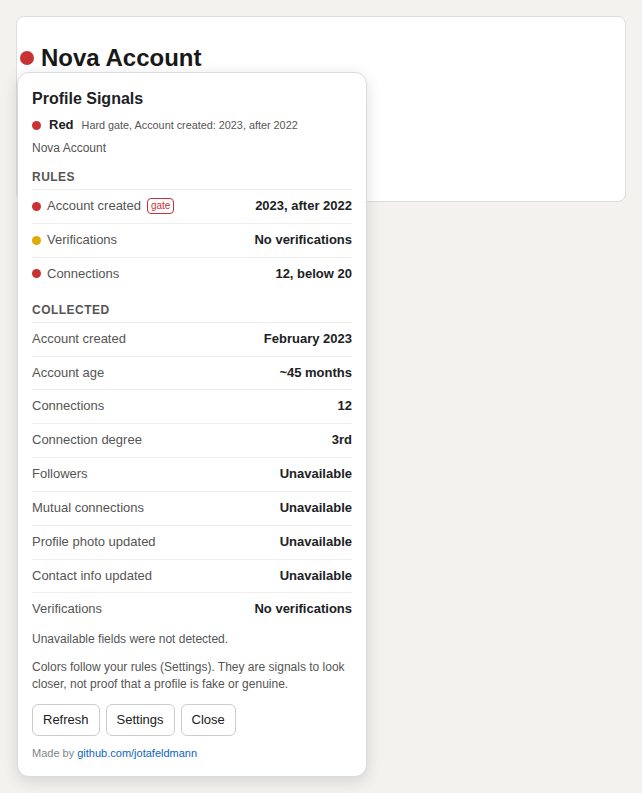 Nova Account
Profile Signals
Red Hard gate, Account created: 2023, after 2022
Nova Account
RULES
Account created gate 2023, after 2022
Verifications No verifications
Connections 12, below 20
COLLECTED
Account created February 2023
Account age ~45 months
Connections 12
Connection degree 3rd
Followers Unavailable
Mutual connections Unavailable
Profile photo updated Unavailable
Contact info updated Unavailable
Verifications No verifications
Unavailable fields were not detected.
Colors follow your rules (Settings). They are signals to look
closer, not proof that a profile is fake or genuine.
Refresh Settings Close
Made by github.com/jotafeldmann